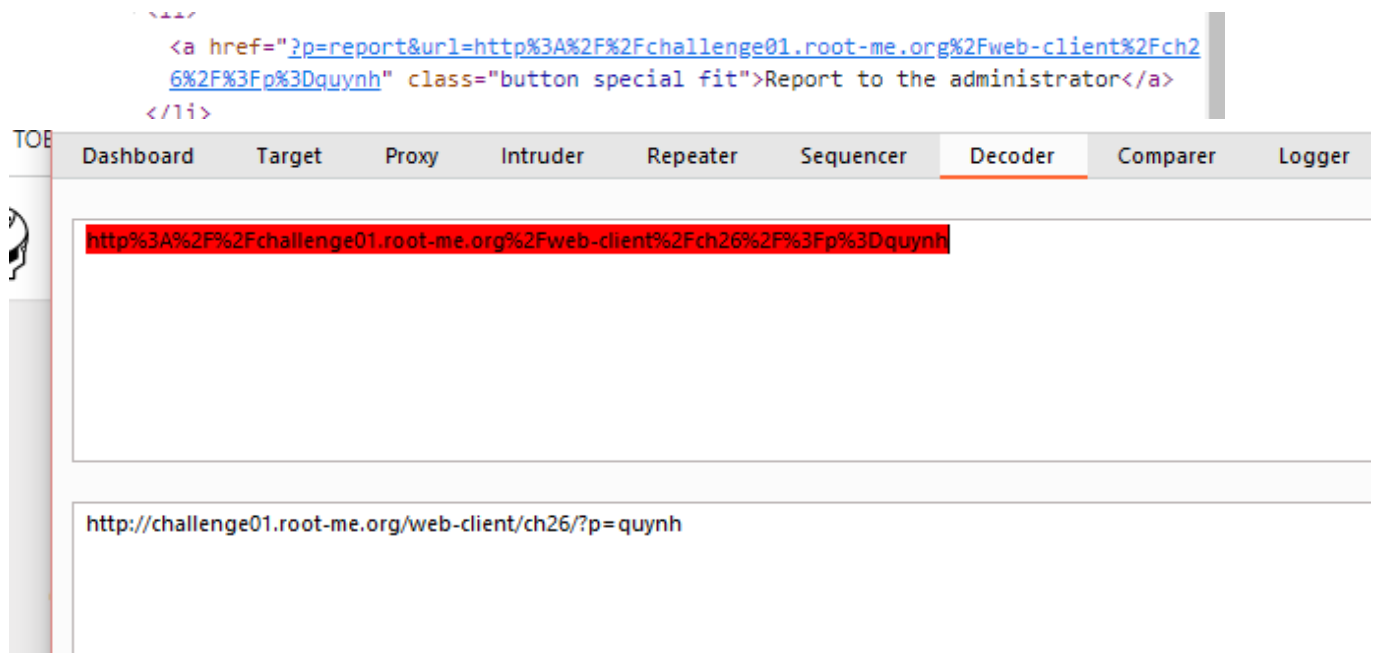 <a href="?p=report&url=http%3A%2F%2Fchallenge01.root-me.org%2Fweb-client%2Fch2
6%2F%3Fp%3Dquynh" class="button special fit">Report to the administrator</a>
</li>
Dashboard Target Proxy Intruder Repeater Sequencer Decoder Comparer Logger
http%3A%2F%2Fchallenge01.root-me.org%2Fweb-client%2Fch26%2F%3Fp%3Dquynh
http://challenge01.root-me.org/web-client/ch26/?p=quynh